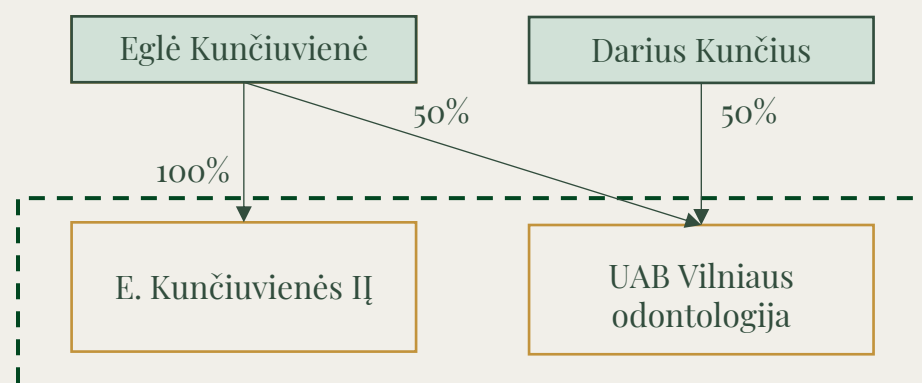 Eglė Kunčiuvienė
Darius Kunčius
50%
50%
100%
E. Kunčiuvienės IĮ
UAB Vilniaus
odontologija